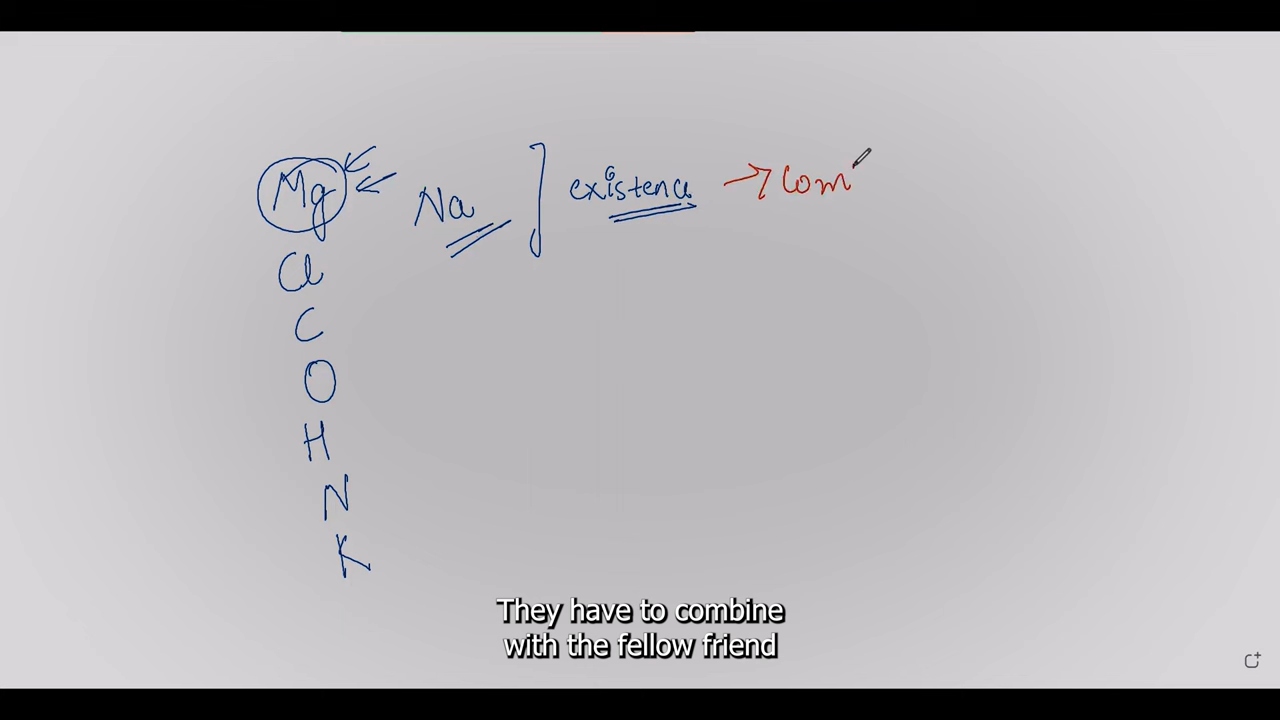 Mg Na ] existence → Com
Cl
C
O
H
N
K
They have to combine
with the fellow friend